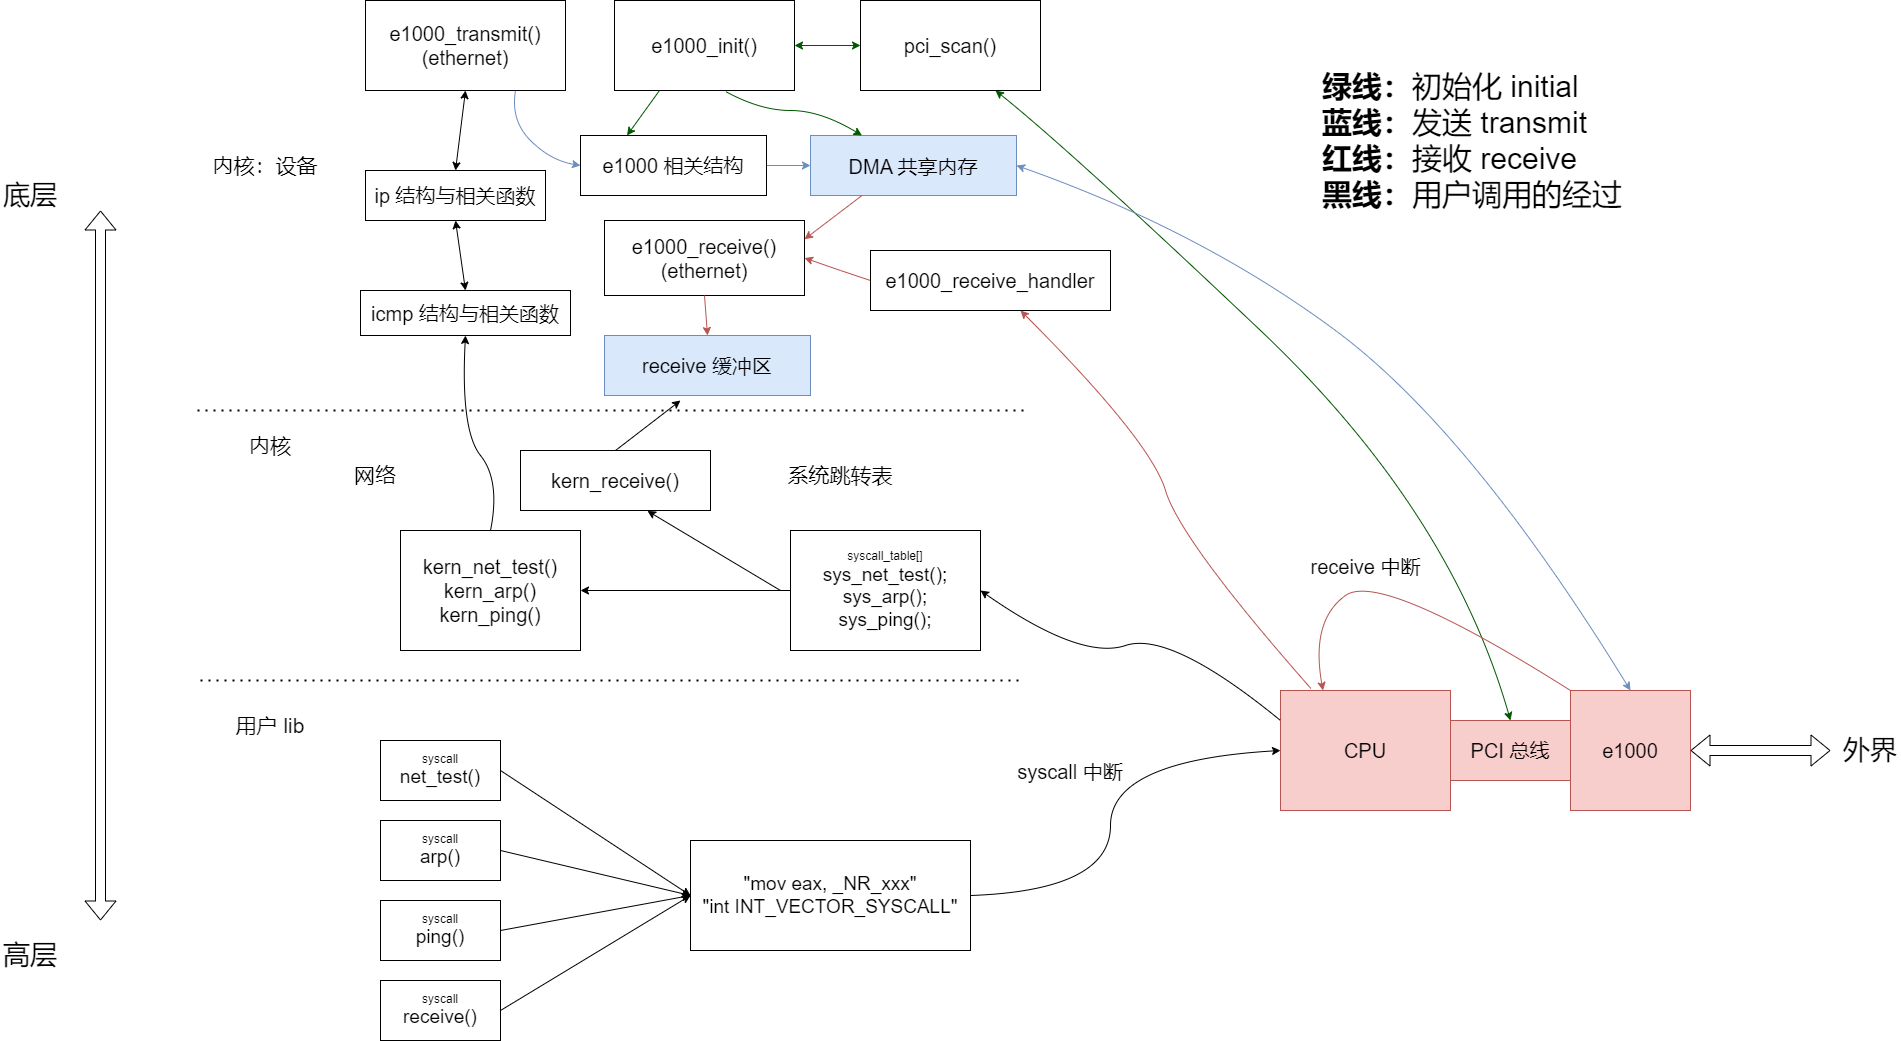 e1000_transmit()
(ethernet)
e1000_init()
pci_scan()
绿线：初始化 initial
蓝线：发送 transmit
红线：接收 receive
黑线：用户调用的经过
内核：设备
e1000 相关结构
DMA 共享内存
底层
ip 结构与相关函数
e1000_receive()
(ethernet)
e1000_receive_handler
icmp 结构与相关函数
receive 缓冲区
内核
网络
kern_receive()
系统跳转表
kern_net_test()
kern_arp()
kern_ping()
syscall_table[]
sys_net_test();
sys_arp();
sys_ping();
receive 中断
用户 lib
syscall
net_test()
syscall
arp()
syscall
ping()
syscall
receive()
"mov eax, _NR_xxx"
"int INT_VECTOR_SYSCALL"
syscall 中断
CPU
PCI 总线
e1000
外界
高层